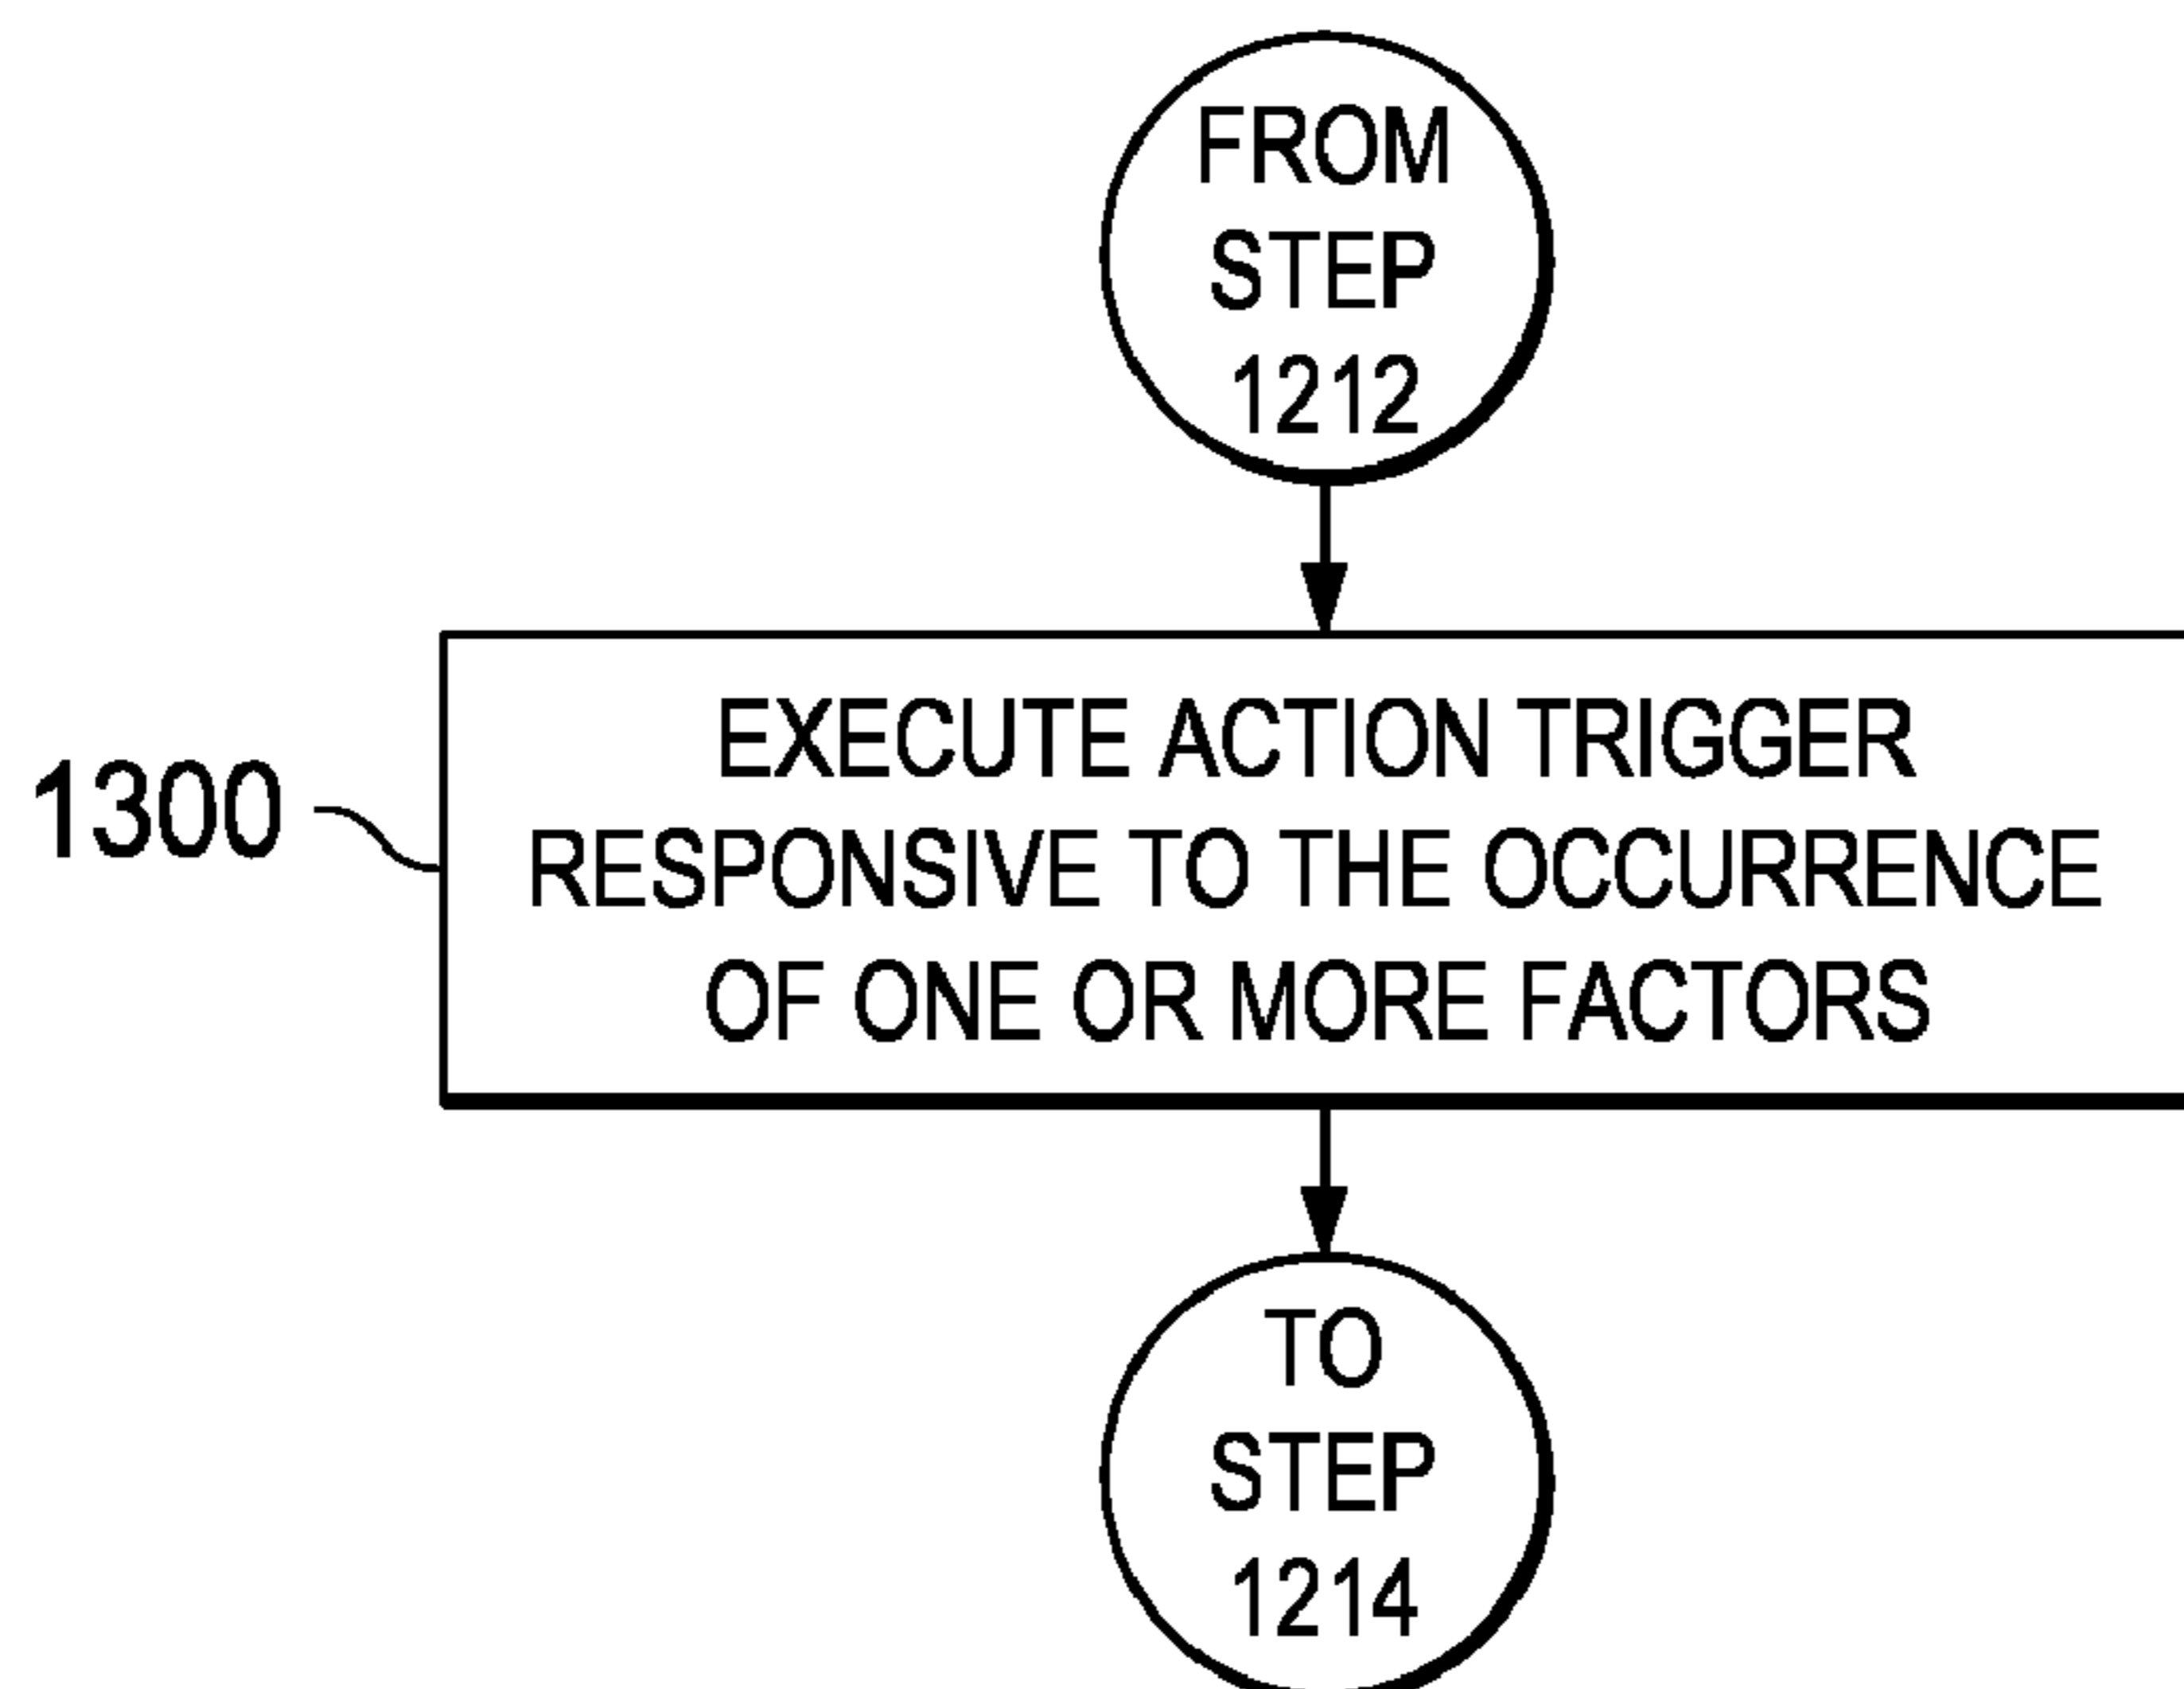 FROM
STEP
1212
1300
EXECUTE ACTION TRIGGER
RESPONSIVE TO THE OCCURRENCE
OF ONE OR MORE FACTORS
TO
STEP
1214